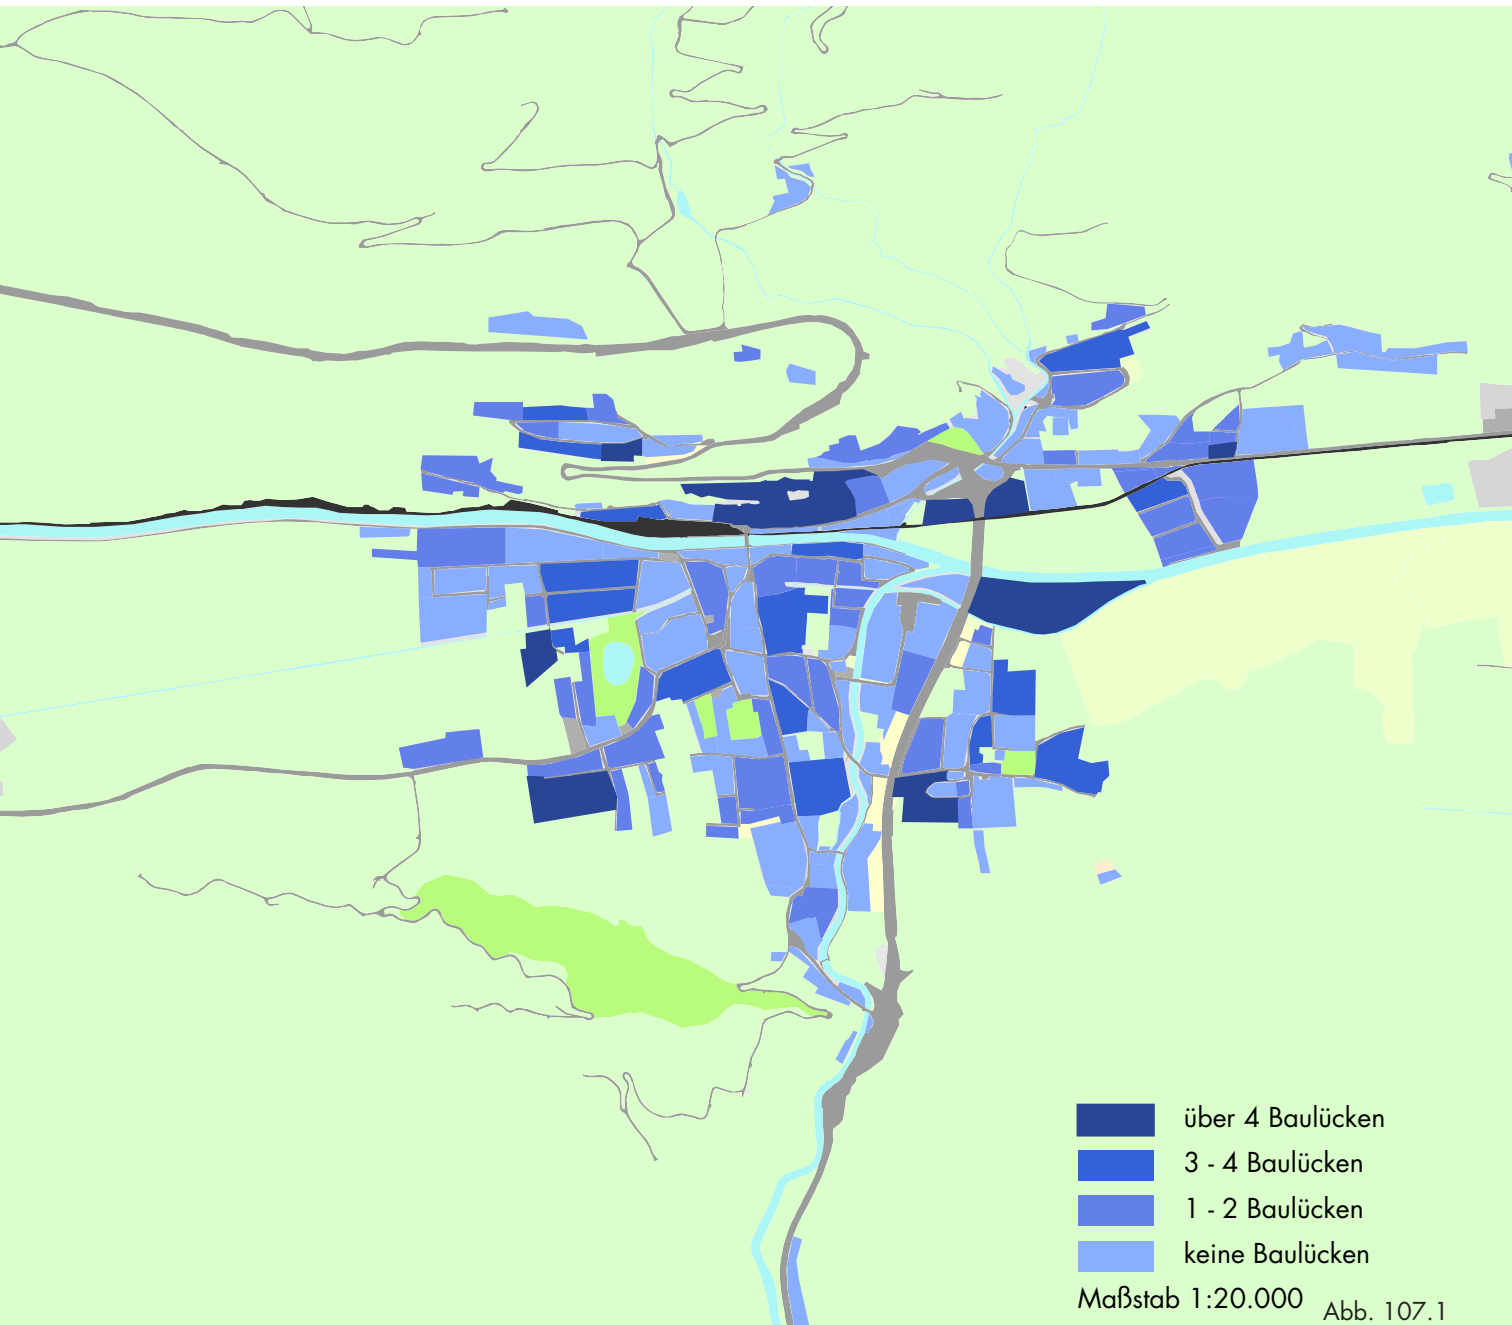 über 4 Baulücken
3 - 4 Baulücken
1 - 2 Baulücken
keine Baulücken
Maßstab 1:20.000 Abb. 107.1